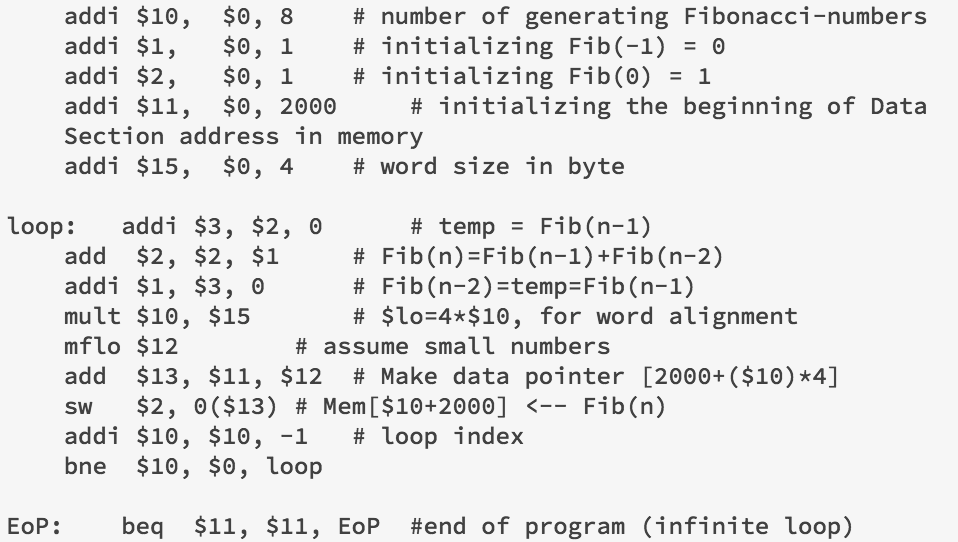 addi $10,  $0, 8    # number of generating Fibonacci-numbers
addi $1,   $0, 1    # initializing Fib(-1) = 0
addi $2,   $0, 1    # initializing Fib(0) = 1
addi $11,  $0, 2000     # initializing the beginning of Data
Section address in memory
addi $15,  $0, 4    # word size in byte
loop:   addi $3, $2, 0      # temp = Fib(n-1)
add  $2, $2, $1     # Fib(n)=Fib(n-1)+Fib(n-2)
addi $1, $3, 0      # Fib(n-2)=temp=Fib(n-1)
mult $10, $15       # $lo=4*$10, for word alignment
mflo $12        # assume small numbers
add  $13, $11, $12  # Make data pointer [2000+($10)*4]
sw   $2, 0($13) # Mem[$10+2000] <-- Fib(n)
addi $10, $10, -1   # loop index
bne  $10, $0, loop
EoP:    beq  $11, $11, EoP  #end of program (infinite loop)